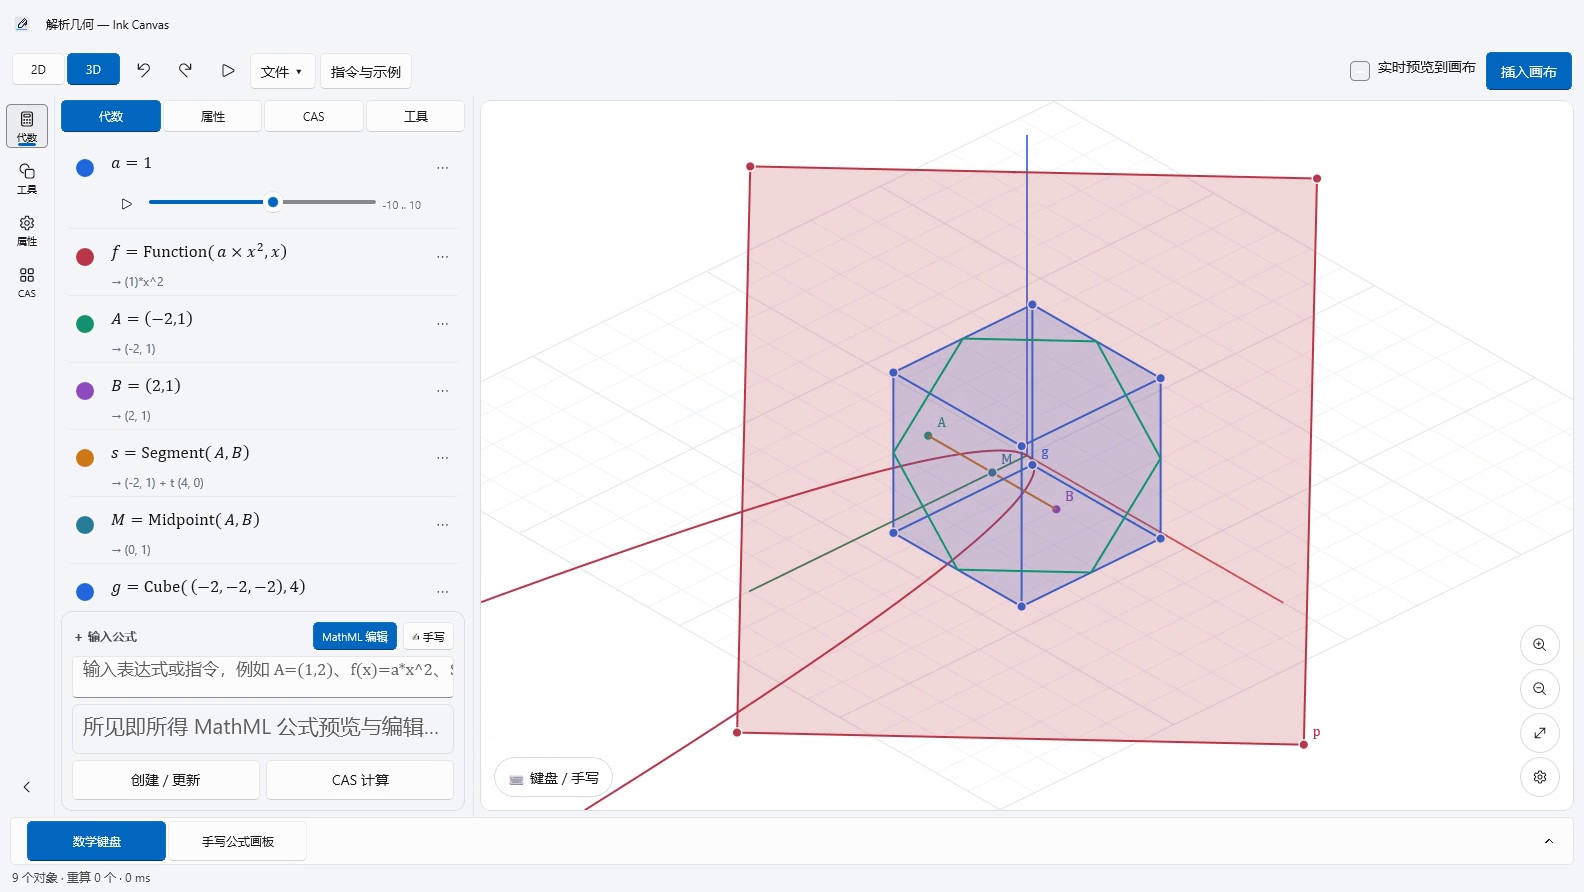 解析几何 — Ink Canvas
2D
3D
文件 ▾
指令与示例
实时预览到画布
插入画布
代数
工具
属性
CAS
代数
属性
CAS
工具
a = 1
-10 .. 10
f = Function( a × x², x)
→ (1)*x^2
A = (−2,1)
→ (-2, 1)
B = (2,1)
→ (2, 1)
s = Segment( A, B)
→ (-2, 1) + t (4, 0)
M = Midpoint( A, B)
→ (0, 1)
g = Cube( (−2, −2, −2), 4)
+ 输入公式
MathML 编辑
手写
输入表达式或指令，例如 A=(1,2)、f(x)=a*x^2、
所见即所得 MathML 公式预览与编辑...
创建 / 更新
CAS 计算
A
M
g
B
p
键盘 / 手写
数学键盘
手写公式画板
9 个对象 · 重算 0 个 · 0 ms